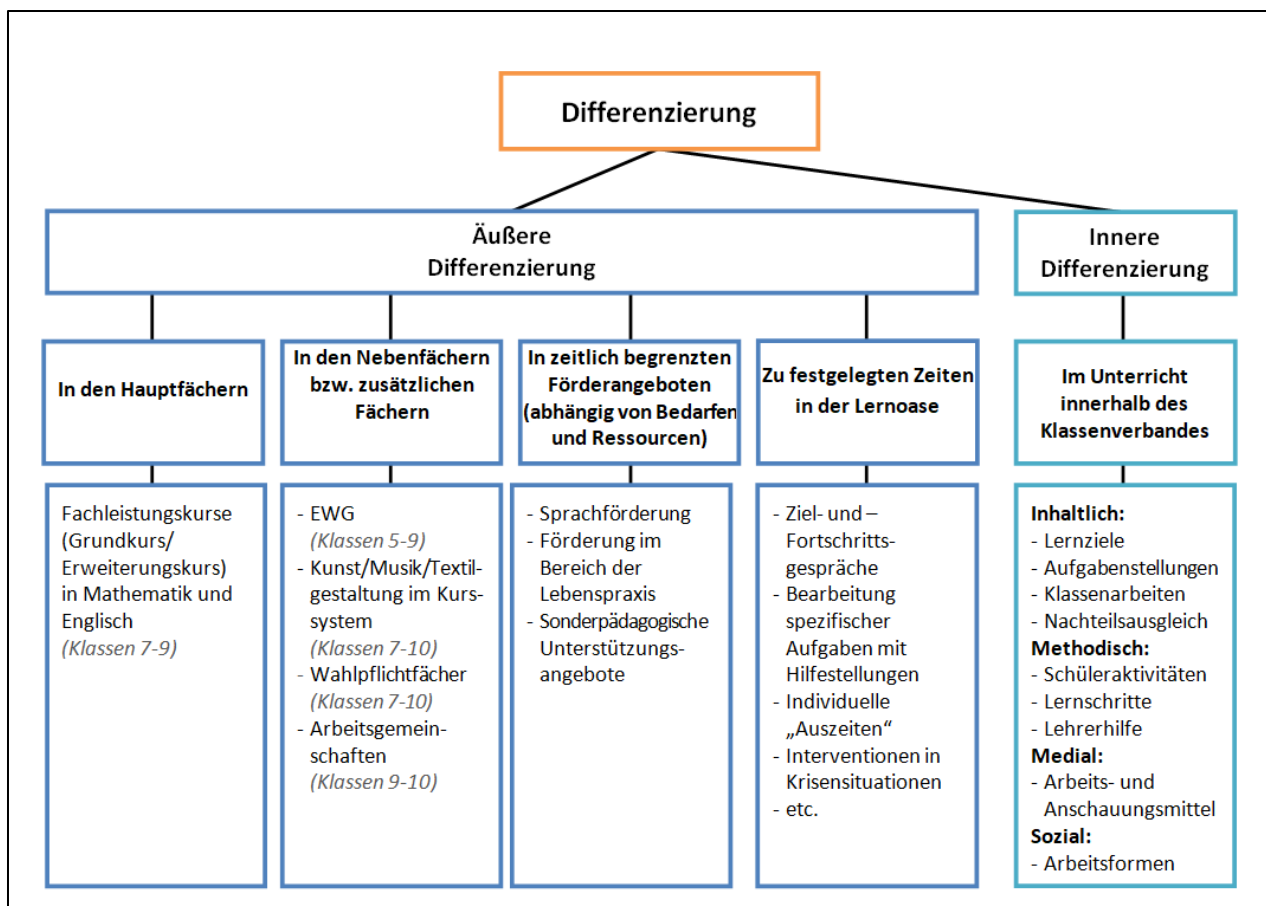 Differenzierung
Äußere
Differenzierung
Innere
Differenzierung
In den Hauptfächern
In den Nebenfächern
bzw. zusätzlichen
Fächern
In zeitlich begrenzten
Förderangeboten
(abhängig von Bedarfen
und Ressourcen)
Zu festgelegten Zeiten
in der Lernoase
Im Unterricht
innerhalb des
Klassenverbandes
Fachleistungskurse
(Grundkurs/
Erweiterungskurs)
in Mathematik und
Englisch
(Klassen 7-9)
- EWG
(Klassen 5-9)
- Kunst/Musik/Textil-
gestaltung im Kurs-
system
(Klassen 7-10)
- Wahlpflichtfächer
(Klassen 7-10)
- Arbeitsgemein-
schaften
(Klassen 9-10)
- Sprachförderung
- Förderung im
Bereich der
Lebenspraxis
- Sonderpädagogische
Unterstützungs-
angebote
- Ziel- und –
Fortschritts-
gespräche
- Bearbeitung
spezifischer
Aufgaben mit
Hilfestellungen
- Individuelle
„Auszeiten“
- Interventionen in
Krisensituationen
- etc.
Inhaltlich:
- Lernziele
- Aufgabenstellungen
- Klassenarbeiten
- Nachteilsausgleich
Methodisch:
- Schüleraktivitäten
- Lernschritte
- Lehrerhilfe
Medial:
- Arbeits- und
Anschauungsmittel
Sozial:
- Arbeitsformen